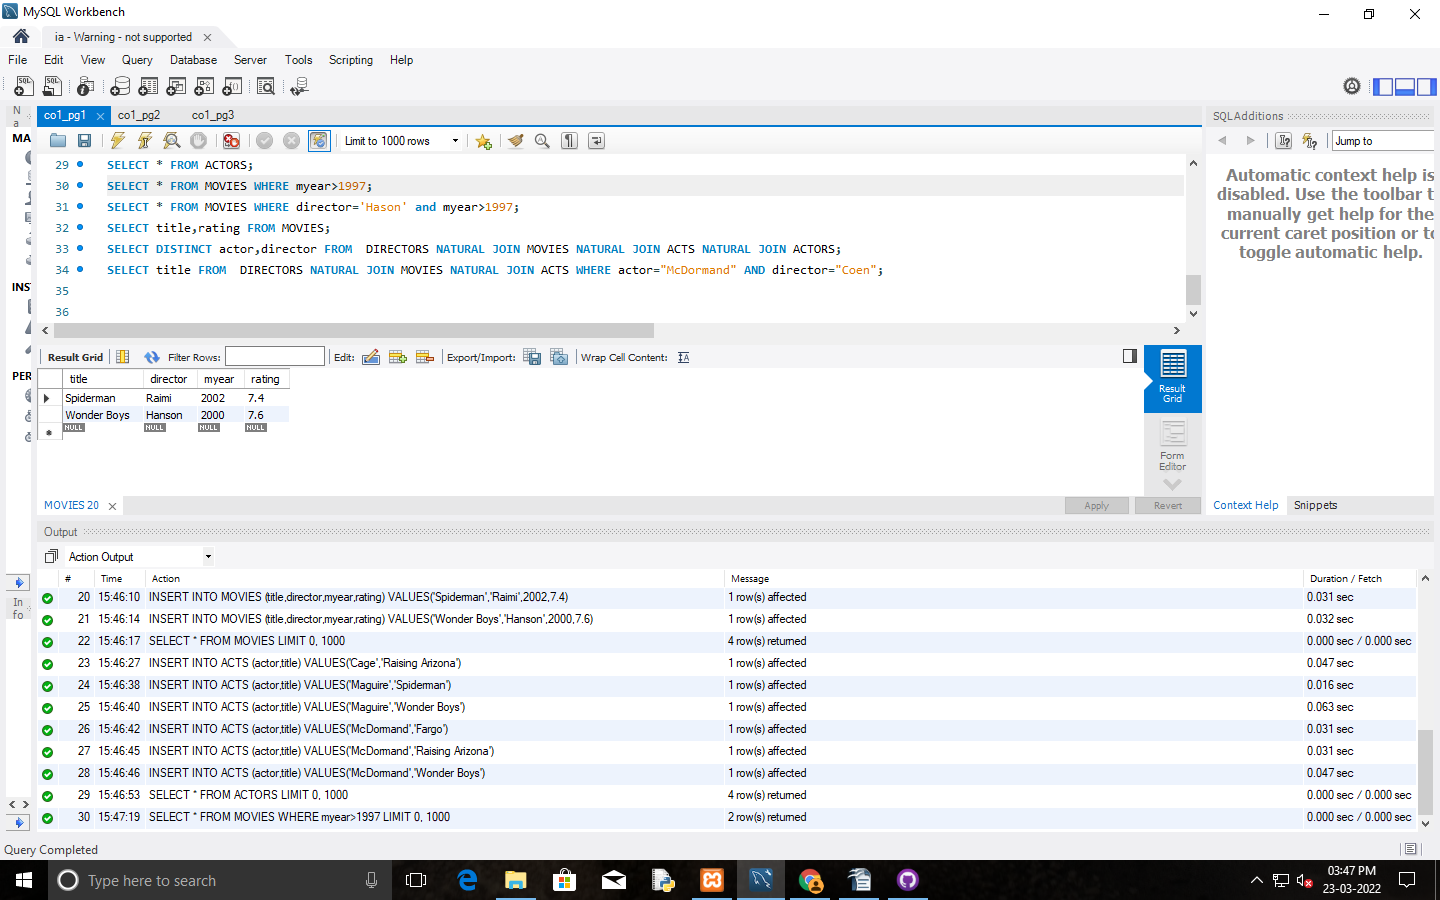 MySQL Workbench
ia - Warning - not supported
File Edit View Query Database Server Tools Scripting Help
Na
co1_pg1 co1_pg2 co1_pg3
SQLAdditions
MA
Limit to 1000 rows
Jump to
29 SELECT * FROM ACTORS;
30 SELECT * FROM MOVIES WHERE myear>1997;
31 SELECT * FROM MOVIES WHERE director='Hason' and myear>1997;
32 SELECT title,rating FROM MOVIES;
33 SELECT DISTINCT actor,director FROM  DIRECTORS NATURAL JOIN MOVIES NATURAL JOIN ACTS NATURAL JOIN ACTORS;
34 SELECT title FROM  DIRECTORS NATURAL JOIN MOVIES NATURAL JOIN ACTS WHERE actor="McDormand" AND director="Coen";
35
36
Automatic context help is
disabled. Use the toolbar t
manually get help for the
current caret position or to
toggle automatic help.
INS
PER
Result Grid Filter Rows: Edit: Export/Import: Wrap Cell Content:
title director myear rating
Spiderman Raimi 2002 7.4
Wonder Boys Hanson 2000 7.6
NULL NULL NULL NULL
Result
Grid
Form
Editor
MOVIES 20
Apply Revert
Context Help Snippets
Output
Action Output
# Time Action Message Duration / Fetch
20 15:46:10 INSERT INTO MOVIES (title,director,myear,rating) VALUES('Spiderman','Raimi',2002,7.4) 1 row(s) affected 0.031 sec
21 15:46:14 INSERT INTO MOVIES (title,director,myear,rating) VALUES('Wonder Boys','Hanson',2000,7.6) 1 row(s) affected 0.032 sec
22 15:46:17 SELECT * FROM MOVIES LIMIT 0, 1000 4 row(s) returned 0.000 sec / 0.000 sec
23 15:46:27 INSERT INTO ACTS (actor,title) VALUES('Cage','Raising Arizona') 1 row(s) affected 0.047 sec
24 15:46:38 INSERT INTO ACTS (actor,title) VALUES('Maguire','Spiderman') 1 row(s) affected 0.016 sec
25 15:46:40 INSERT INTO ACTS (actor,title) VALUES('Maguire','Wonder Boys') 1 row(s) affected 0.063 sec
26 15:46:42 INSERT INTO ACTS (actor,title) VALUES('McDormand','Fargo') 1 row(s) affected 0.031 sec
27 15:46:45 INSERT INTO ACTS (actor,title) VALUES('McDormand','Raising Arizona') 1 row(s) affected 0.031 sec
28 15:46:46 INSERT INTO ACTS (actor,title) VALUES('McDormand','Wonder Boys') 1 row(s) affected 0.047 sec
29 15:46:53 SELECT * FROM ACTORS LIMIT 0, 1000 4 row(s) returned 0.000 sec / 0.000 sec
30 15:47:19 SELECT * FROM MOVIES WHERE myear>1997 LIMIT 0, 1000 2 row(s) returned 0.000 sec / 0.000 sec
In
fo
Query Completed
Type here to search
03:47 PM
23-03-2022